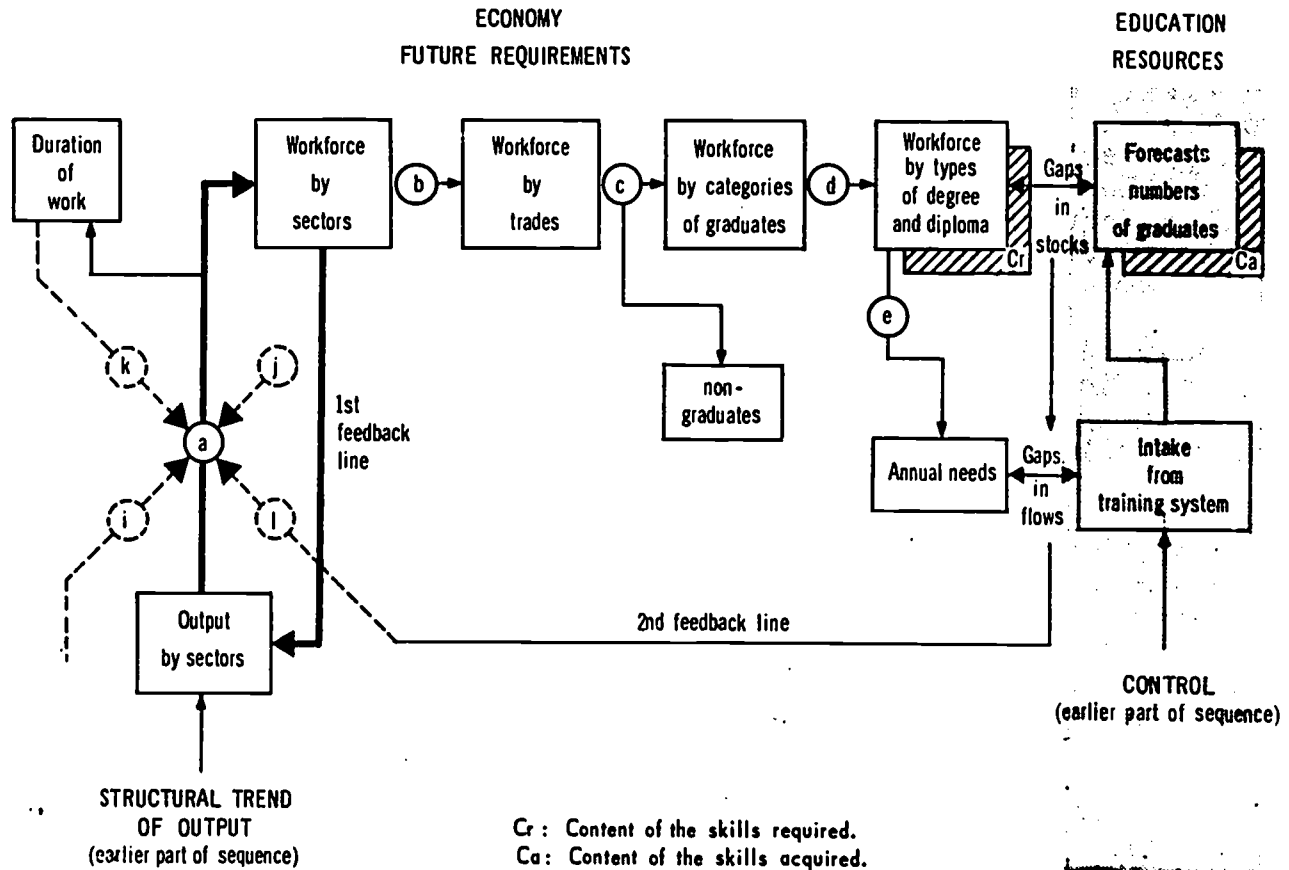 ECONOMY
FUTURE REQUIREMENTS
EDUCATION
RESOURCES
Duration
of
work
Workforce
by
sectors
b
Workforce
by
trades
c
Workforce
by categories
of graduates
d
Workforce
by types
of degree
and diploma
Cr
Gaps
in
stocks
Forecasts
numbers
of graduates
Ca
e
k
j
a
i
l
1st
feedback
line
non-
graduates
Annual needs
Gaps.
in
flows
Intake
from
training system
Output
by sectors
2nd feedback line
CONTROL
(earlier part of sequence)
STRUCTURAL TREND
OF OUTPUT
(earlier part of sequence)
Cr : Content of the skills required.
Ca : Content of the skills acquired.